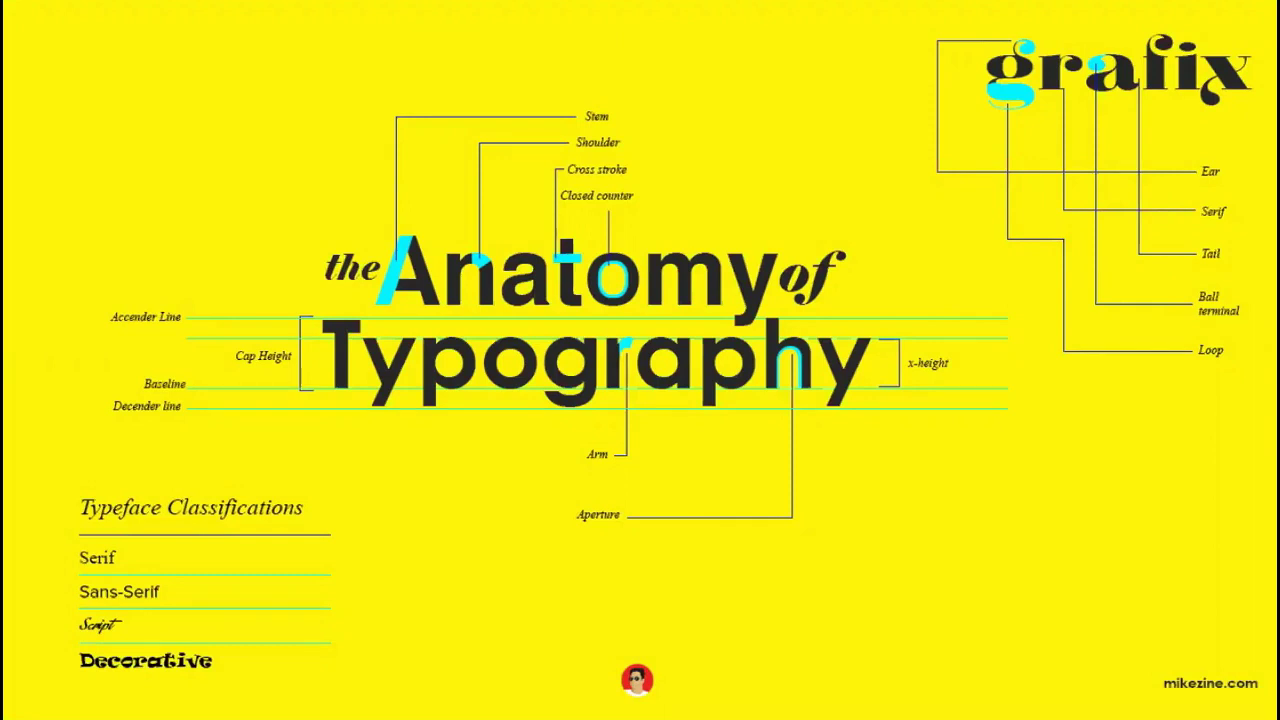 grafix
Stem
Shoulder
Cross stroke
Closed counter
Ear
Serif
Tatl
Ball
terminal
Loop
the Anatomy of
Typography
Accender Line
Cap Height
Baseline
Decender line
x-height
Arm
Aperture
Typeface Classifications
Serif
Sans-Serif
Script
Decorative
mikezine.com